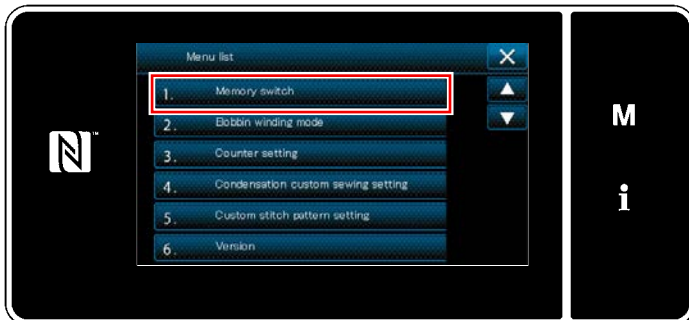 Menu list
1. Memory switch
2. Bobbin winding mode
3. Counter setting
4. Condensation custom sewing setting
5. Custom stitch pattern setting
6. Version
M
i